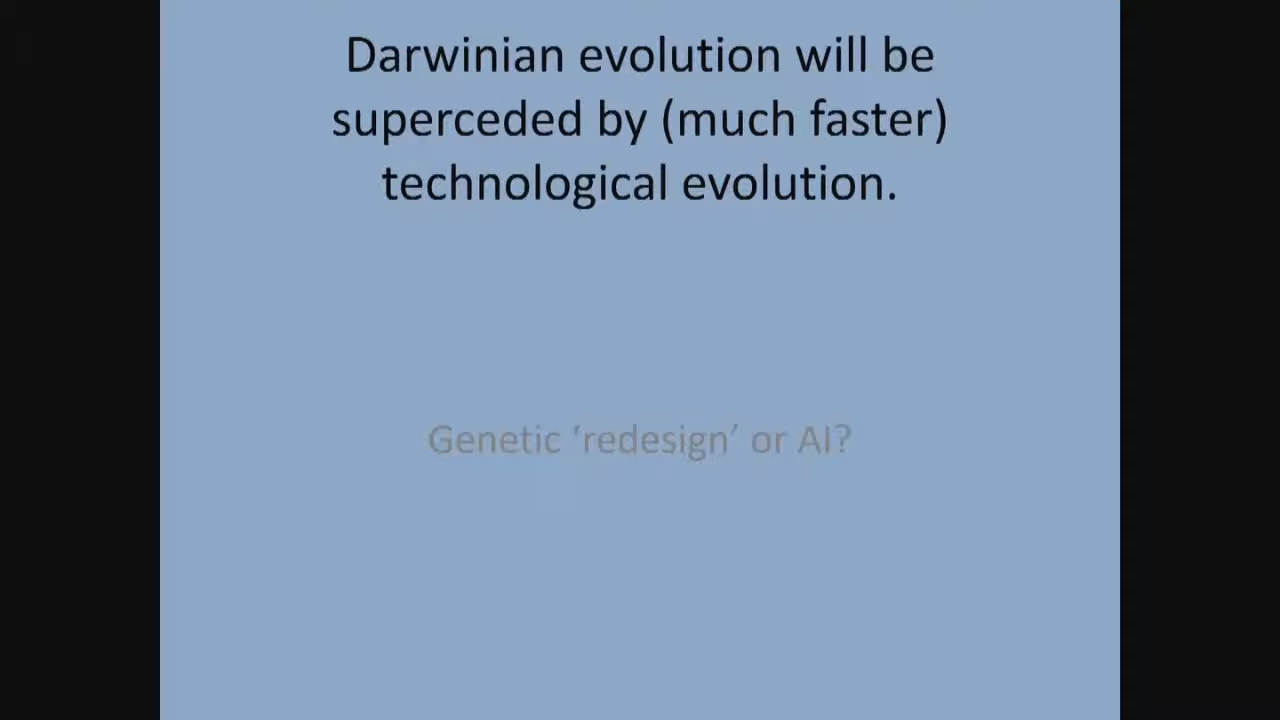 Darwinian evolution will be
superceded by (much faster)
technological evolution.
Genetic ‘redesign’ or AI?